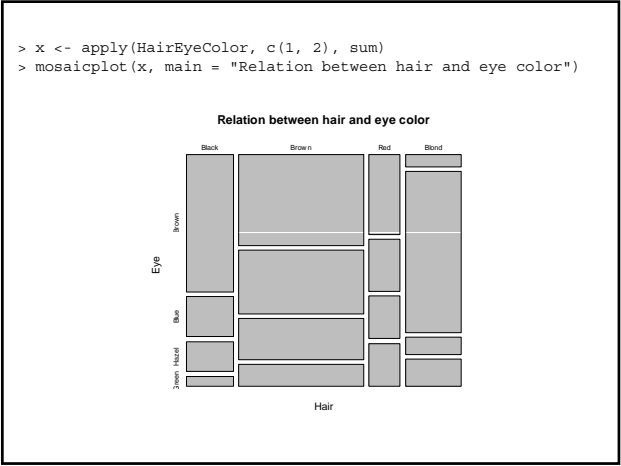 > x <- apply(HairEyeColor, c(1, 2), sum)
> mosaicplot(x, main = "Relation between hair and eye color")
Relation between hair and eye color
Black Brown Red Blond
Brown
Eye
Blue
Hazel
Green
Hair